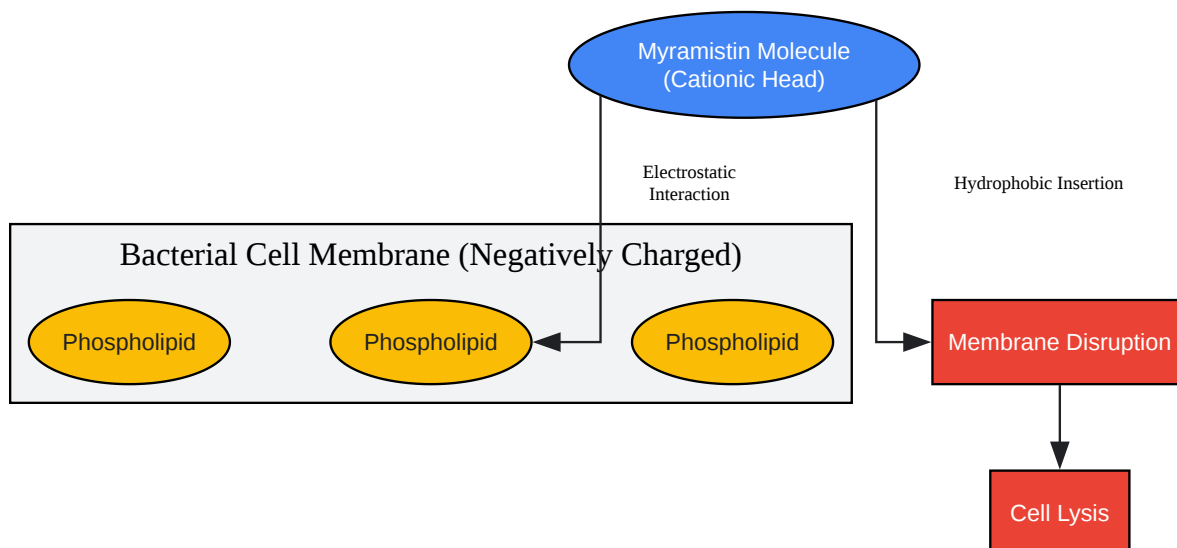 Myramistin Molecule
(Cationic Head)
Electrostatic
Interaction
Hydrophobic Insertion
Bacterial Cell Membrane (Negatively Charged)
Phospholipid
Phospholipid
Phospholipid
Membrane Disruption
Cell Lysis